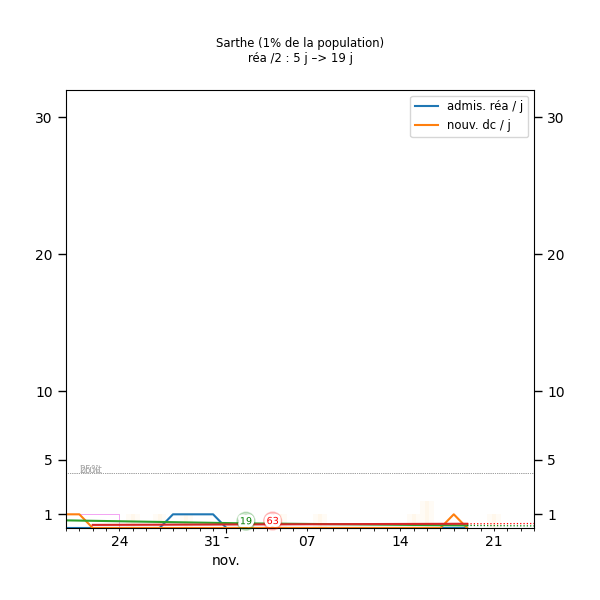 Sarthe (1% de la population)
réa /2 : 5 j –> 19 j
admis. réa / j
nouv. dc / j
30 30
20 20
10 10
5 5
1 1
19 63
24 31 - 07 14 21
nov.